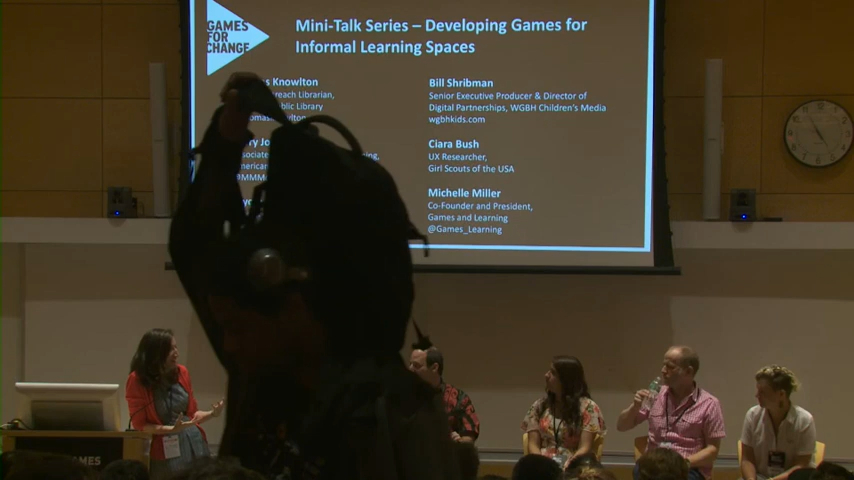 GAMES
FOR
CHANGE
Mini-Talk Series – Developing Games for
Informal Learning Spaces
Knowlton
Librarian,
Library
Bill Shribman
Senior Executive Producer & Director of
Digital Partnerships, WGBH Children's Media
wgbhkids.com
Ciara Bush
UX Researcher,
Girl Scouts of the USA
Michelle Miller
Co-Founder and President,
Games and Learning
@Games_Learning